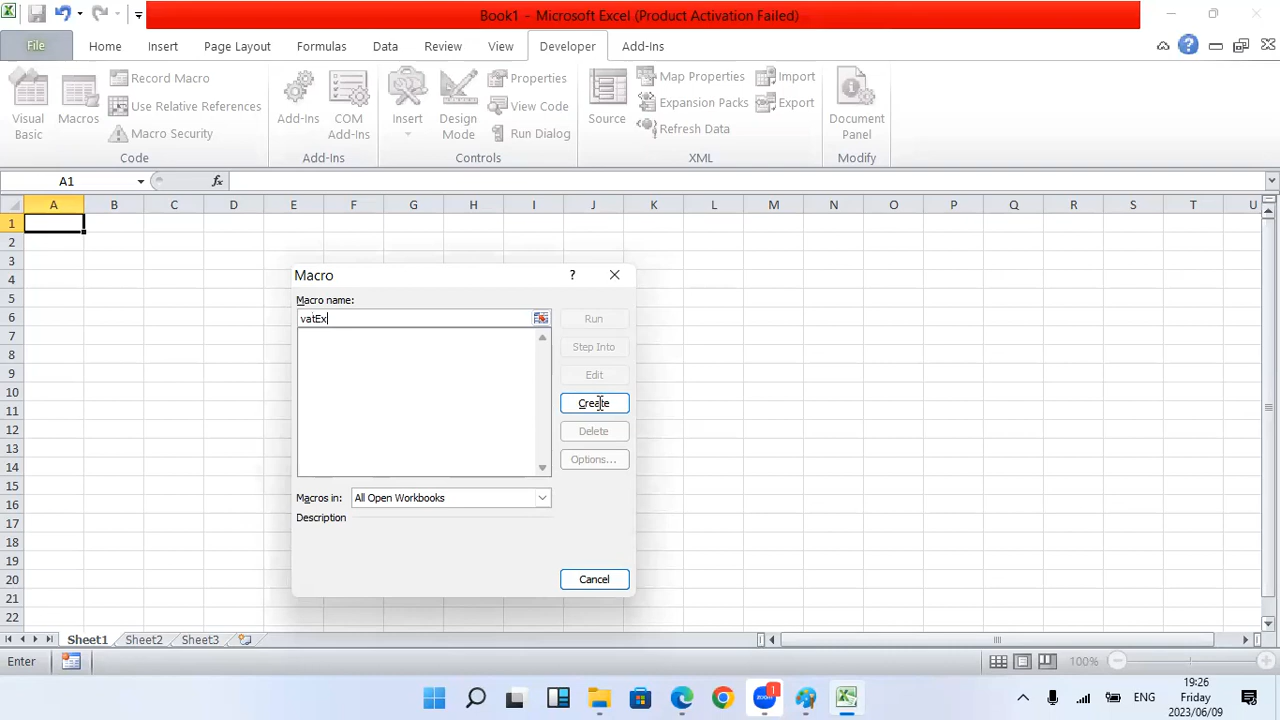 Book1 - Microsoft Excel (Product Activation Failed)
File Home Insert Page Layout Formulas Data Review View Developer Add-Ins
Visual Basic
Macros
Record Macro
Use Relative References
Macro Security
Code
Add-Ins
COM Add-Ins
Add-Ins
Insert
Design Mode
Properties
View Code
Run Dialog
Controls
Source
Map Properties
Expansion Packs
Refresh Data
Import
Export
XML
Document Panel
Modify
A1 fx
A B C D E F G H I J K L M N O P Q R S T U
1
2
3
4
5
6
7
8
9
10
11
12
13
14
15
16
17
18
19
20
21
22
Macro ?
Macro name:
vatEx
Run
Step Into
Edit
Create
Delete
Options...
Macros in: All Open Workbooks
Description
Cancel
Sheet1 Sheet2 Sheet3
Enter 100%
zoom 1
ENG
19:26
Friday
2023/06/09